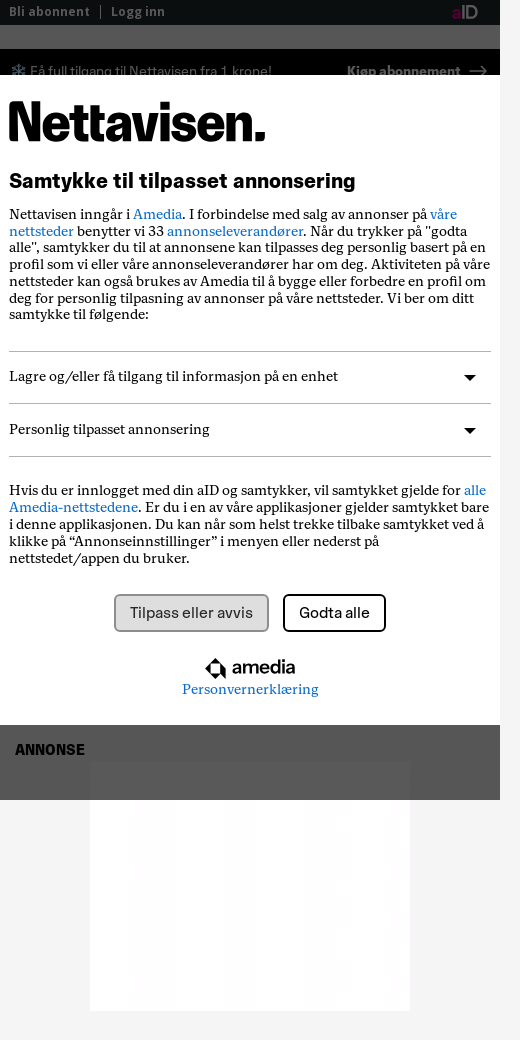 Bli abonnent | Logg inn
aID
Få full tilgang til Nettavisen fra 1 krone!
Kjøp abonnement
Nettavisen.
Samtykke til tilpasset annonsering
Nettavisen inngår i Amedia. I forbindelse med salg av annonser på våre
nettsteder benytter vi 33 annonseleverandører. Når du trykker på "godta
alle", samtykker du til at annonsene kan tilpasses deg personlig basert på en
profil som vi eller våre annonseleverandører har om deg. Aktiviteten på våre
nettsteder kan også brukes av Amedia til å bygge eller forbedre en profil om
deg for personlig tilpasning av annonser på våre nettsteder. Vi ber om ditt
samtykke til følgende:
Lagre og/eller få tilgang til informasjon på en enhet
Personlig tilpasset annonsering
Hvis du er innlogget med din aID og samtykker, vil samtykket gjelde for alle
Amedia-nettstedene. Er du i en av våre applikasjoner gjelder samtykket bare
i denne applikasjonen. Du kan når som helst trekke tilbake samtykket ved å
klikke på “Annonseinnstillinger” i menyen eller nederst på
nettstedet/appen du bruker.
Tilpass eller avvis
Godta alle
amedia
Personvernerklæring
ANNONSE